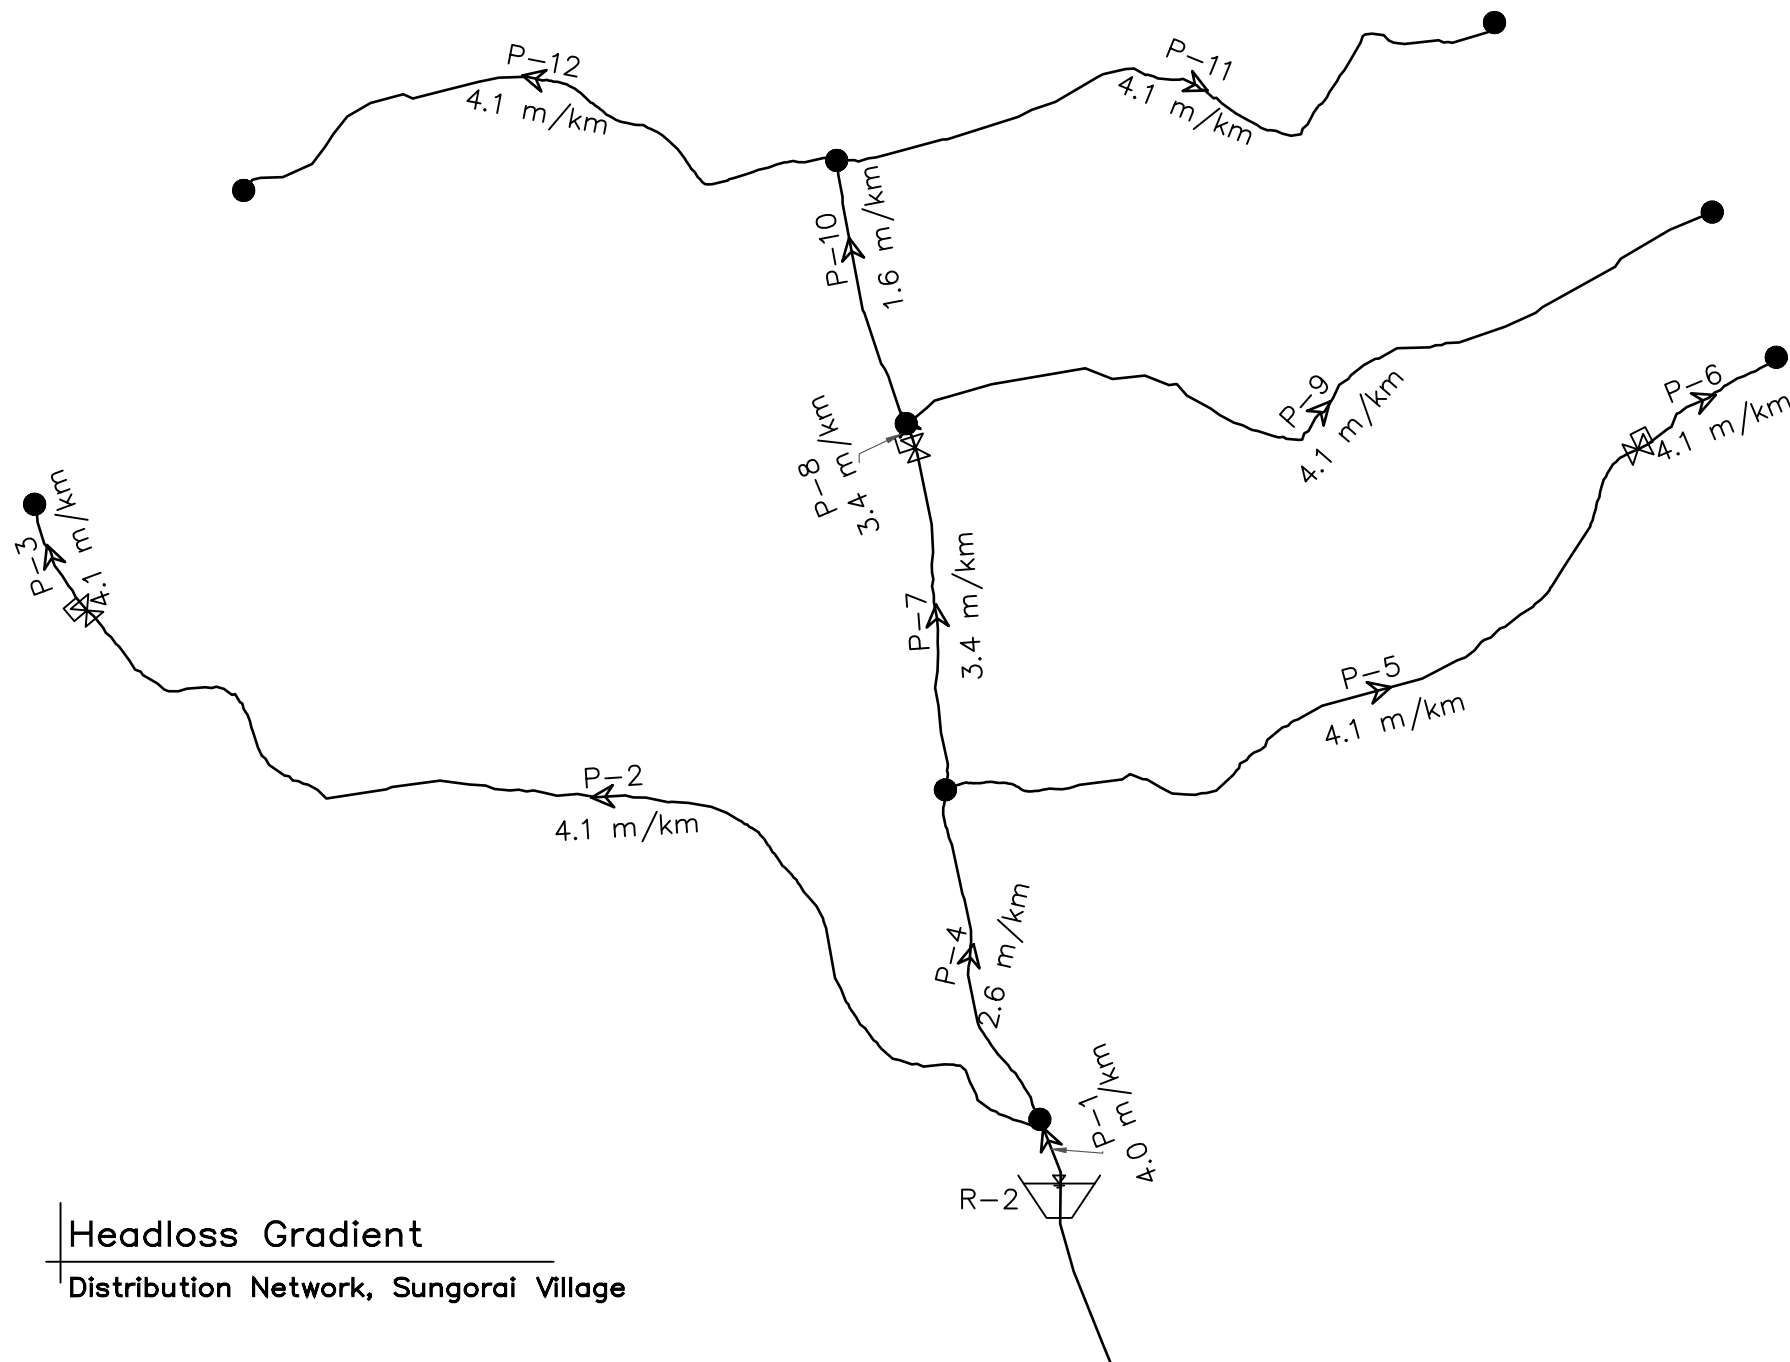 P-12
4.1 m/km
P-11
4.1 m/km
P-10
1.6 m/km
P-9
4.1 m/km
P-6
4.1 m/km
P-8
3.4 m/km
P-3
4.1 m/km
P-7
3.4 m/km
P-5
4.1 m/km
P-2
4.1 m/km
P-4
2.6 m/km
P-1
4.0 m/km
R-2
Headloss Gradient
Distribution Network, Sungorai Village